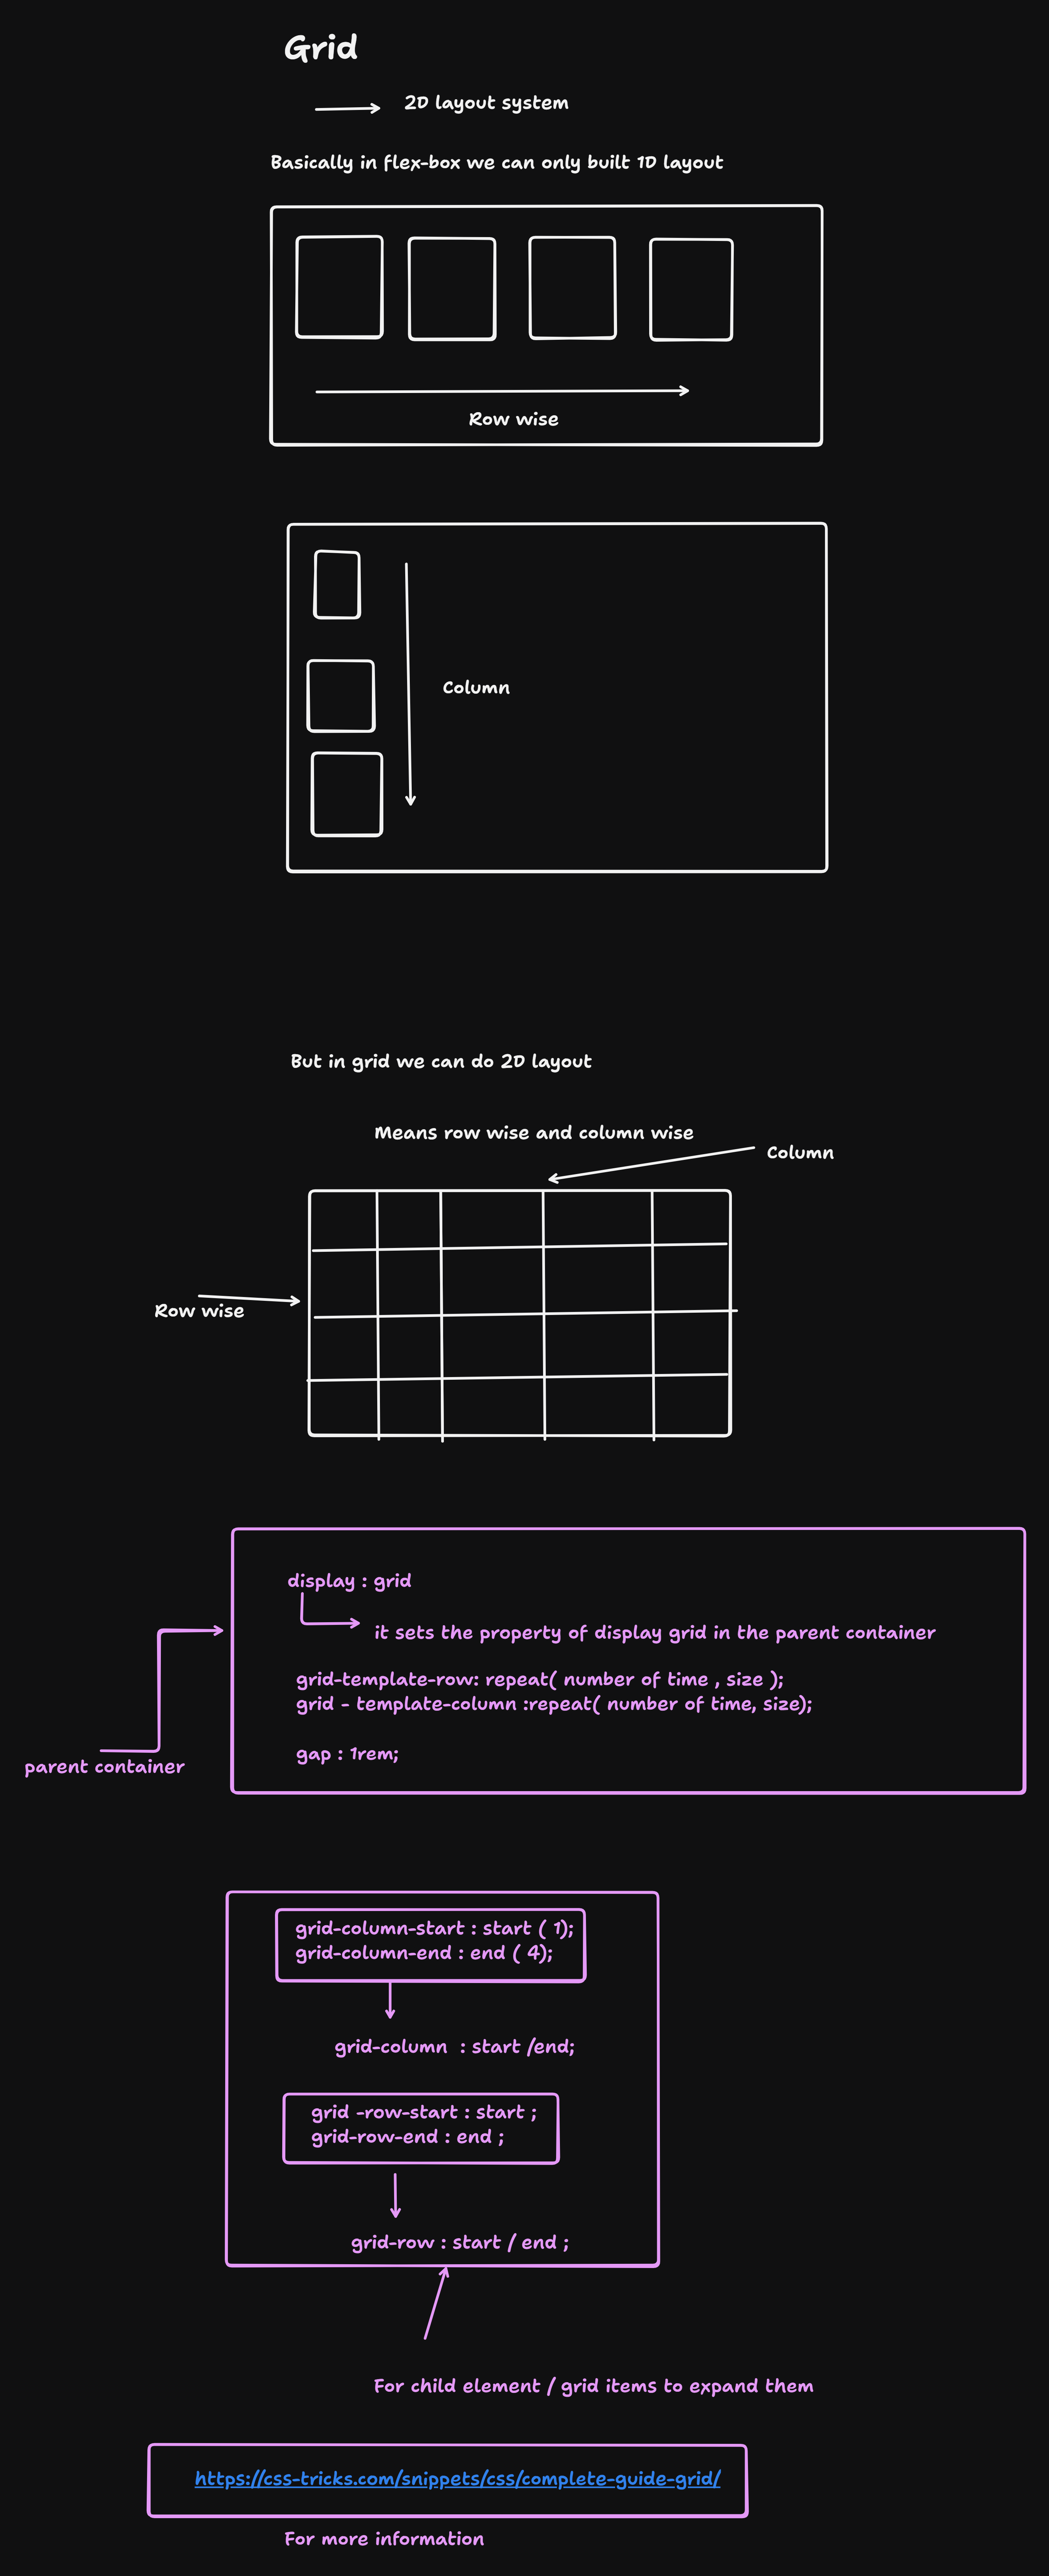 Grid
2D layout system
Basically in flex-box we can only built 1D layout
Row wise
Column
But in grid we can do 2D layout
Means row wise and column wise
Column
Row wise
display : grid
it sets the property of display grid in the parent container
grid-template-row: repeat( number of time , size );
grid - template-column :repeat( number of time, size);
gap : 1rem;
parent container
grid-column-start : start ( 1);
grid-column-end : end ( 4);
grid-column  : start /end;
grid -row-start : start ;
grid-row-end : end ;
grid-row : start / end ;
For child element / grid items to expand them
https://css-tricks.com/snippets/css/complete-guide-grid/
For more information